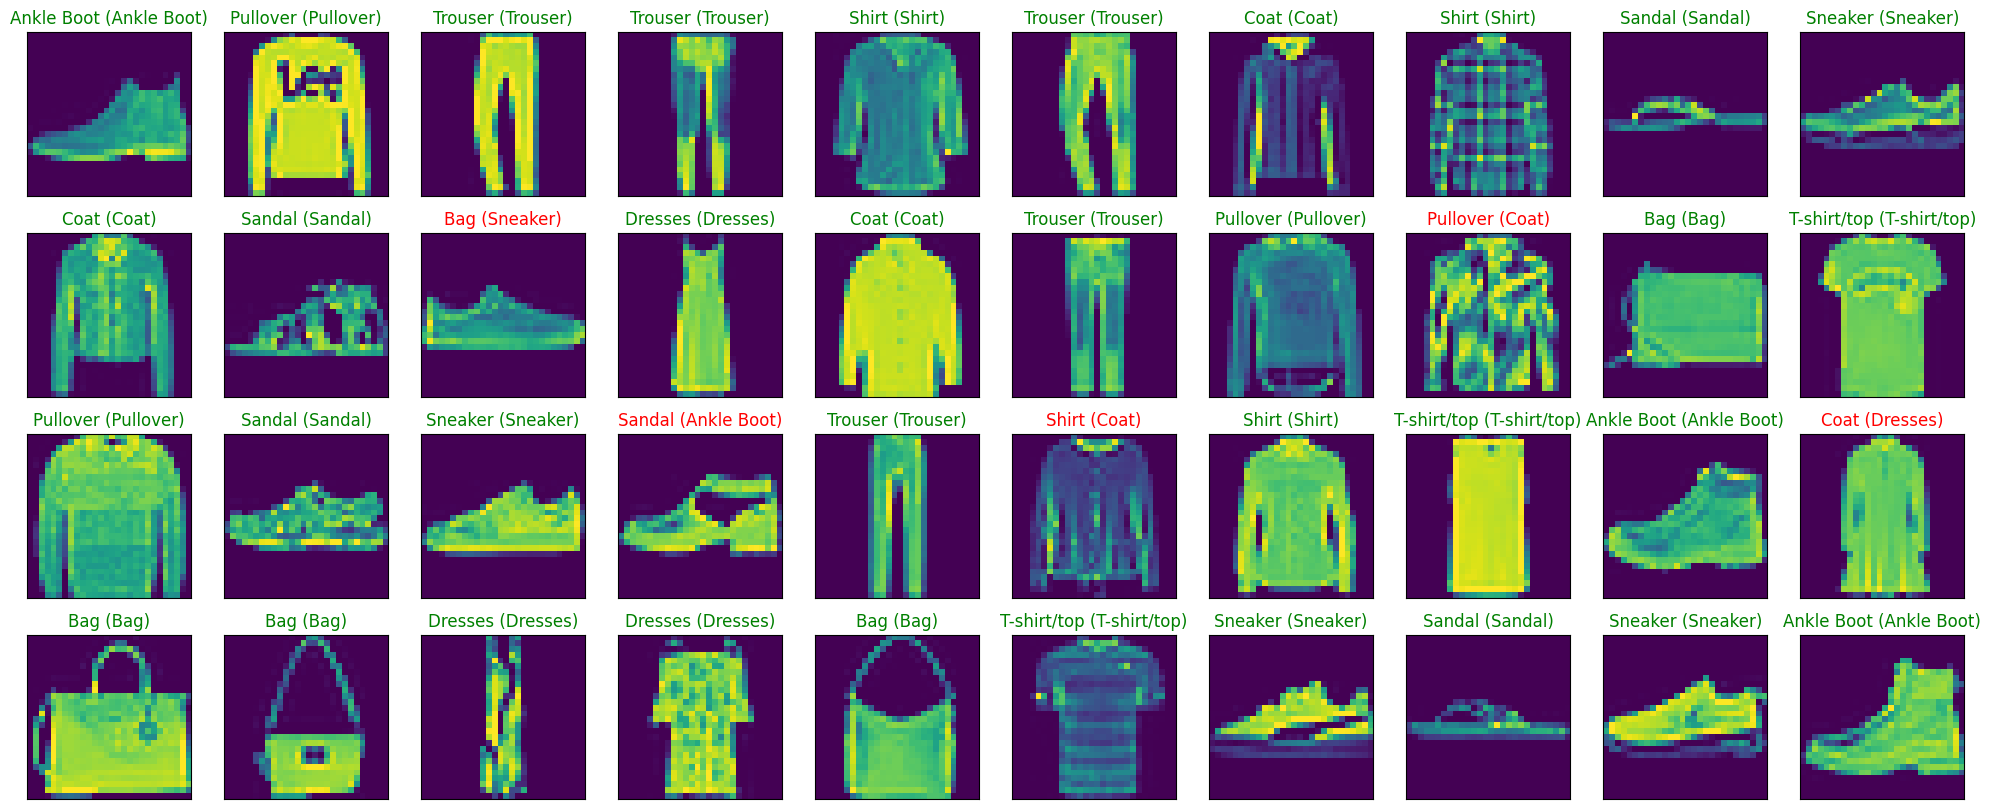 Ankle Boot (Ankle Boot) Pullover (Pullover) Trouser (Trouser) Trouser (Trouser) Shirt (Shirt) Trouser (Trouser) Coat (Coat) Shirt (Shirt) Sandal (Sandal) Sneaker (Sneaker)
Lee
Coat (Coat) Sandal (Sandal) Bag (Sneaker) Dresses (Dresses) Coat (Coat) Trouser (Trouser) Pullover (Pullover) Pullover (Coat) Bag (Bag) T-shirt/top (T-shirt/top)
Pullover (Pullover) Sandal (Sandal) Sneaker (Sneaker) Sandal (Ankle Boot) Trouser (Trouser) Shirt (Coat) Shirt (Shirt) T-shirt/top (T-shirt/top) Ankle Boot (Ankle Boot) Coat (Dresses)
Bag (Bag) Bag (Bag) Dresses (Dresses) Dresses (Dresses) Bag (Bag) T-shirt/top (T-shirt/top) Sneaker (Sneaker) Sandal (Sandal) Sneaker (Sneaker) Ankle Boot (Ankle Boot)